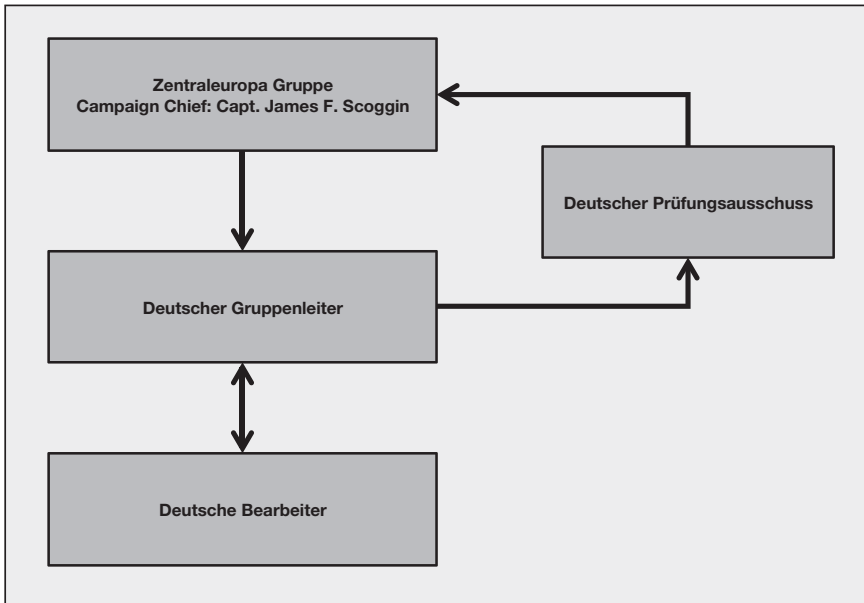 Zentraleuropa Gruppe
Campaign Chief: Capt. James F. Scoggin
Deutscher Prüfungsausschuss
Deutscher Gruppenleiter
Deutsche Bearbeiter